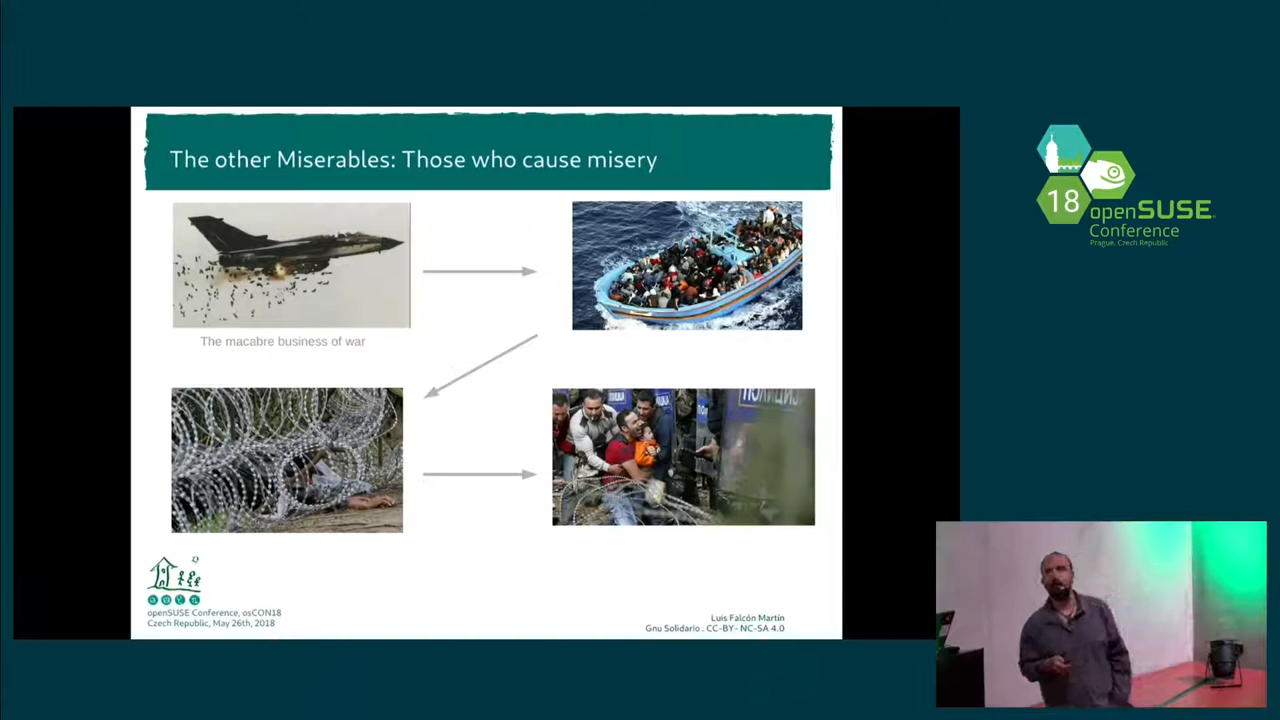 The other Miserables: Those who cause misery
The macabre business of war
openSUSE Conference, osCON18
Czech Republic, May 26th, 2018
Luis Falcón Martín
Gnu Solidario . CC-BY- NC-SA 4.0
18
openSUSE
Conference
Prague, Czech Republic